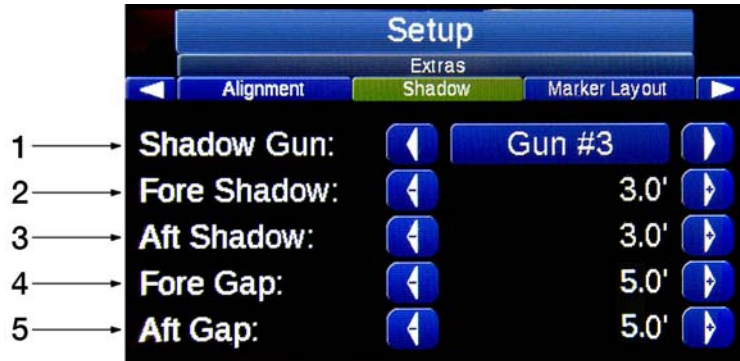 Setup
Extras
Alignment Shadow Marker Layout
1 Shadow Gun: Gun #3
2 Fore Shadow: - 3.0' +
3 Aft Shadow: - 3.0' +
4 Fore Gap: - 5.0' +
5 Aft Gap: - 5.0' +